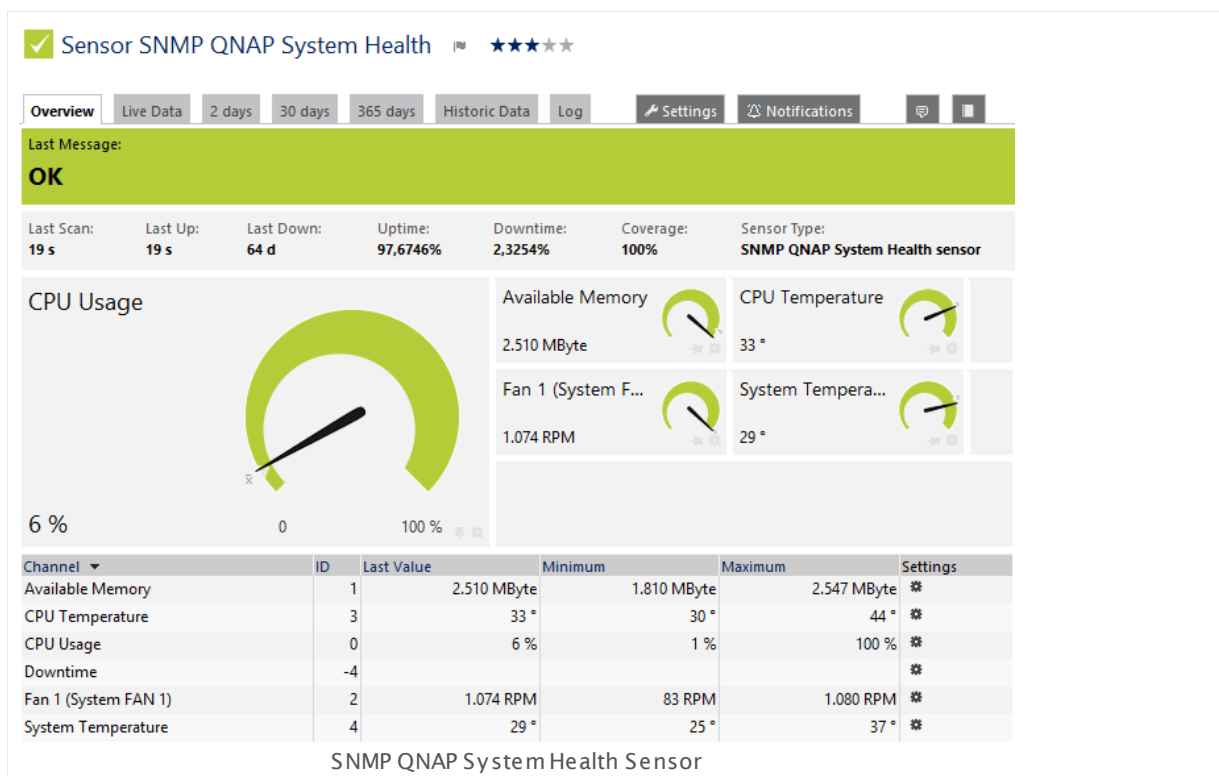 Sensor SNMP QNAP System Health
Overview Live Data 2 days 30 days 365 days Historic Data Log Settings Notifications
Last Message:
OK
Last Scan: Last Up: Last Down: Uptime: Downtime: Coverage: Sensor Type:
19 s 19 s 64 d 97,6746% 2,3254% 100% SNMP QNAP System Health sensor
CPU Usage
6 %
0 100 %
Available Memory
2.510 MByte
CPU Temperature
33 °
Fan 1 (System F...
1.074 RPM
System Tempera...
29 °
Channel ID Last Value Minimum Maximum Settings
Available Memory 1 2.510 MByte 1.810 MByte 2.547 MByte
CPU Temperature 3 33 ° 30 ° 44 °
CPU Usage 0 6 % 1 % 100 %
Downtime -4
Fan 1 (System FAN 1) 2 1.074 RPM 83 RPM 1.080 RPM
System Temperature 4 29 ° 25 ° 37 °
SNMP QNAP System Health Sensor